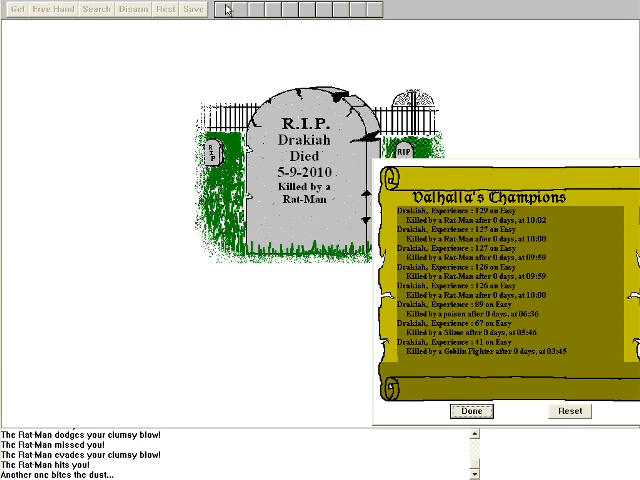 Get Free Hand Search Disarm Rest Save
R.I.P.
Drakiah
Died
5-9-2010
Killed by a
Rat-Man
RIP
RIP
Valhalla's Champions
Drakiah, Experience : 129 on Easy
Killed by a Rat-Man after 0 days, at 10:02
Drakiah, Experience : 127 on Easy
Killed by a Rat-Man after 0 days, at 10:00
Drakiah, Experience : 127 on Easy
Killed by a Rat-Man after 0 days, at 09:59
Drakiah, Experience : 126 on Easy
Killed by a Rat-Man after 0 days, at 09:59
Drakiah, Experience : 126 on Easy
Killed by a Rat-Man after 0 days, at 10:00
Drakiah, Experience : 89 on Easy
Killed by a poison after 0 days, at 06:36
Drakiah, Experience : 67 on Easy
Killed by a Slime after 0 days, at 05:46
Drakiah, Experience : 41 on Easy
Killed by a Goblin Fighter after 0 days, at 03:45
Done Reset
The Rat-Man dodges your clumsy blow!
The Rat-Man missed you!
The Rat-Man evades your clumsy blow!
The Rat-Man hits you!
Another one bites the dust...